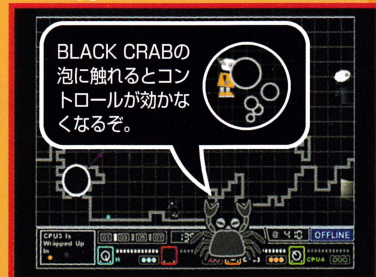 BLACK CRABの
泡に触れるとコン
トロールが効かな
くなるぞ。
CPU3 Is
Wrapped Up
In
OFFLINE
CPU4